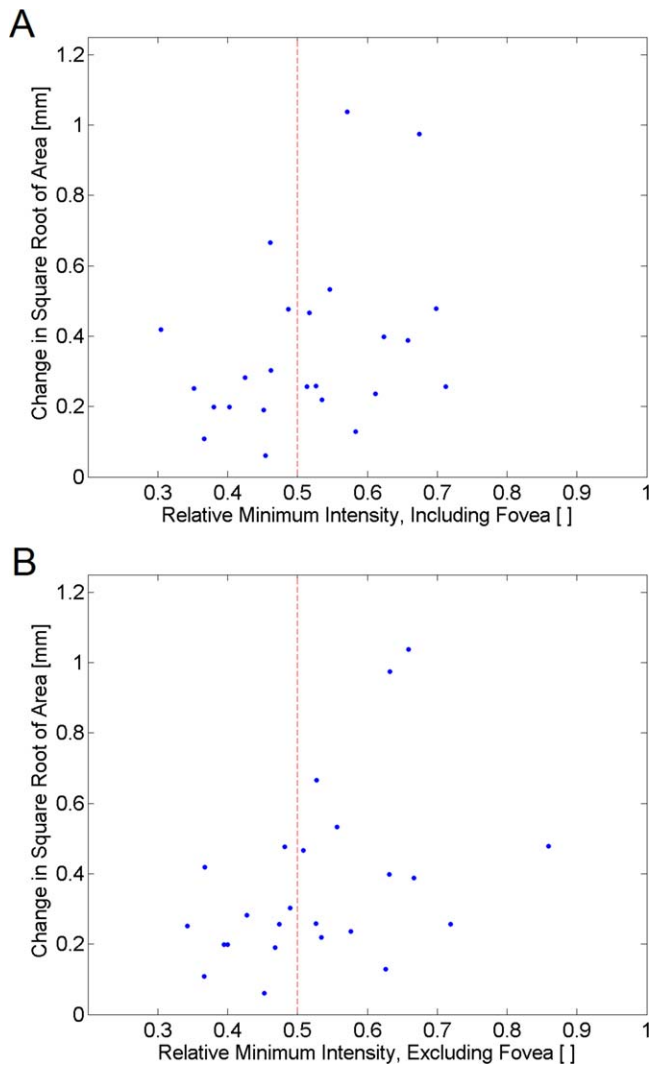 A
Change in Square Root of Area [mm]
1.2
1
0.8
0.6
0.4
0.2
0
0.3 0.4 0.5 0.6 0.7 0.8 0.9 1
Relative Minimum Intensity, Including Fovea [ ]
B
Change in Square Root of Area [mm]
1.2
1
0.8
0.6
0.4
0.2
0
0.3 0.4 0.5 0.6 0.7 0.8 0.9 1
Relative Minimum Intensity, Excluding Fovea [ ]